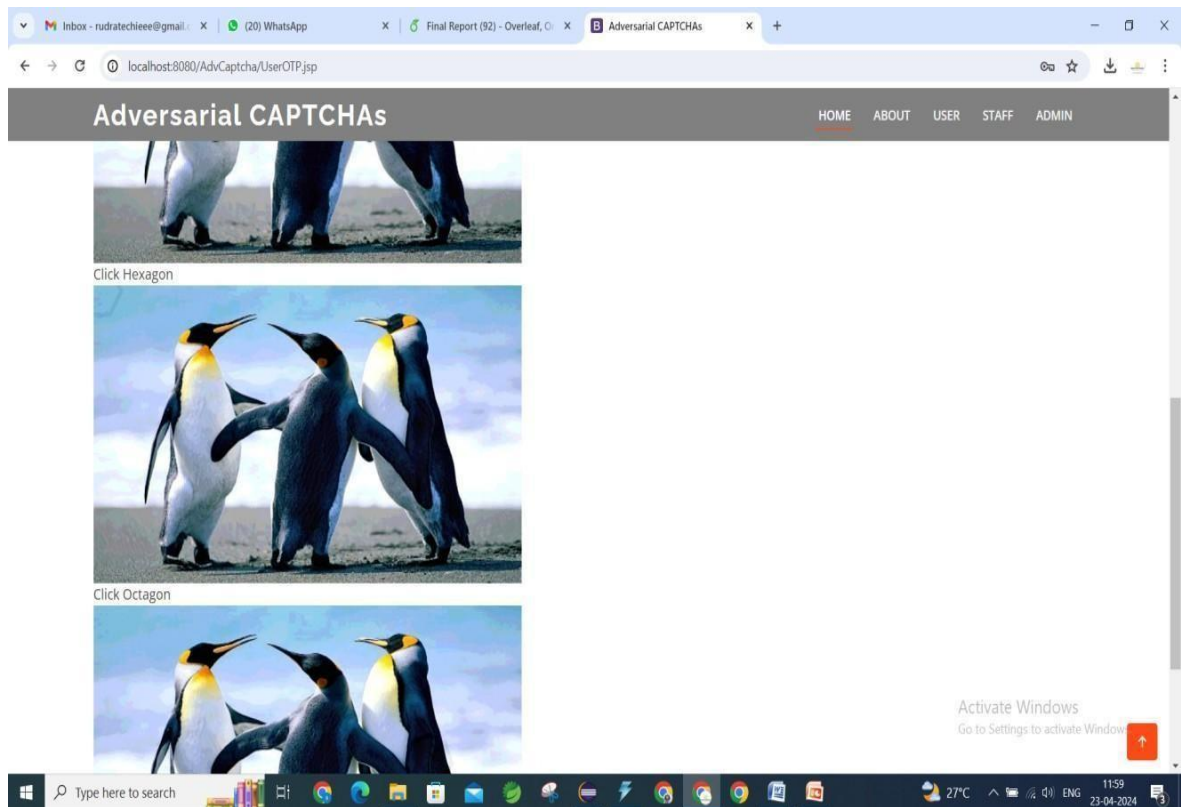 Inbox - rudratechieee@gmail.c
(20) WhatsApp
Final Report (92) - Overleaf, O
Adversarial CAPTCHAs
localhost:8080/AdvCaptcha/UserOTP.jsp
Adversarial CAPTCHAs
HOME ABOUT USER STAFF ADMIN
Click Hexagon
Click Octagon
Activate Windows
Go to Settings to activate Window
Type here to search
27°C
ENG
11:59
23-04-2024